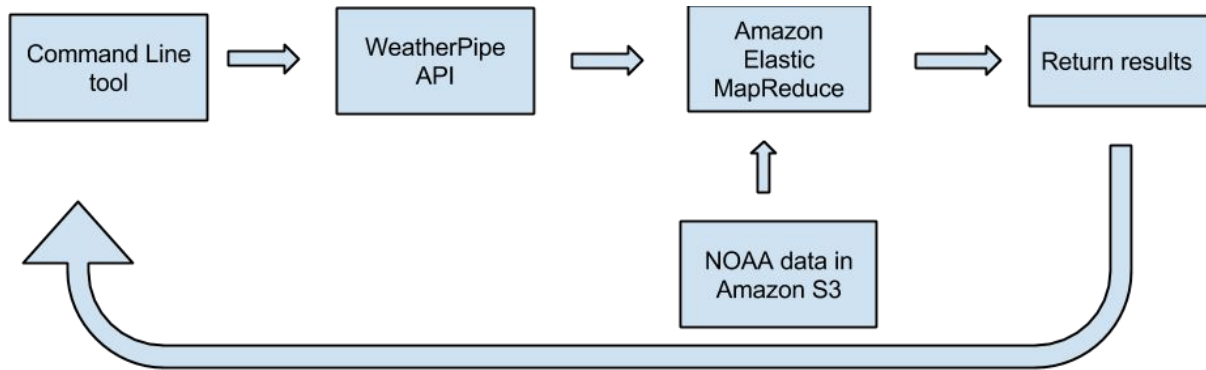 Command Line
tool
WeatherPipe
API
Amazon
Elastic
MapReduce
Return results
NOAA data in
Amazon S3